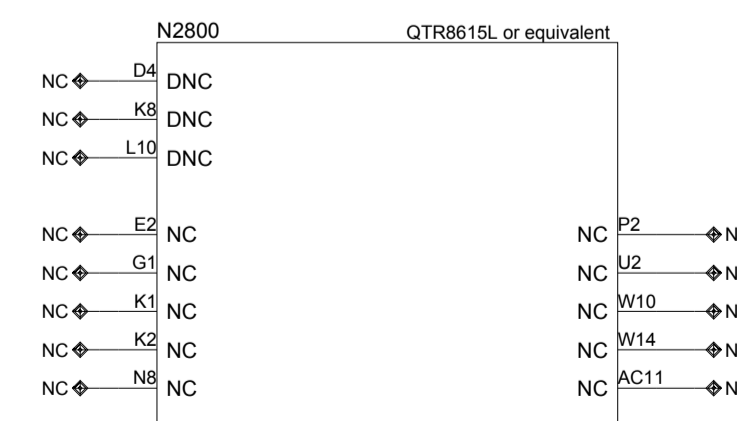 N2800 QTR8615L or equivalent
NC D4 DNC
NC K8 DNC
NC L10 DNC
NC E2 NC NC P2 N
NC G1 NC NC U2 N
NC K1 NC NC W10 N
NC K2 NC NC W14 N
NC N8 NC NC AC11 N